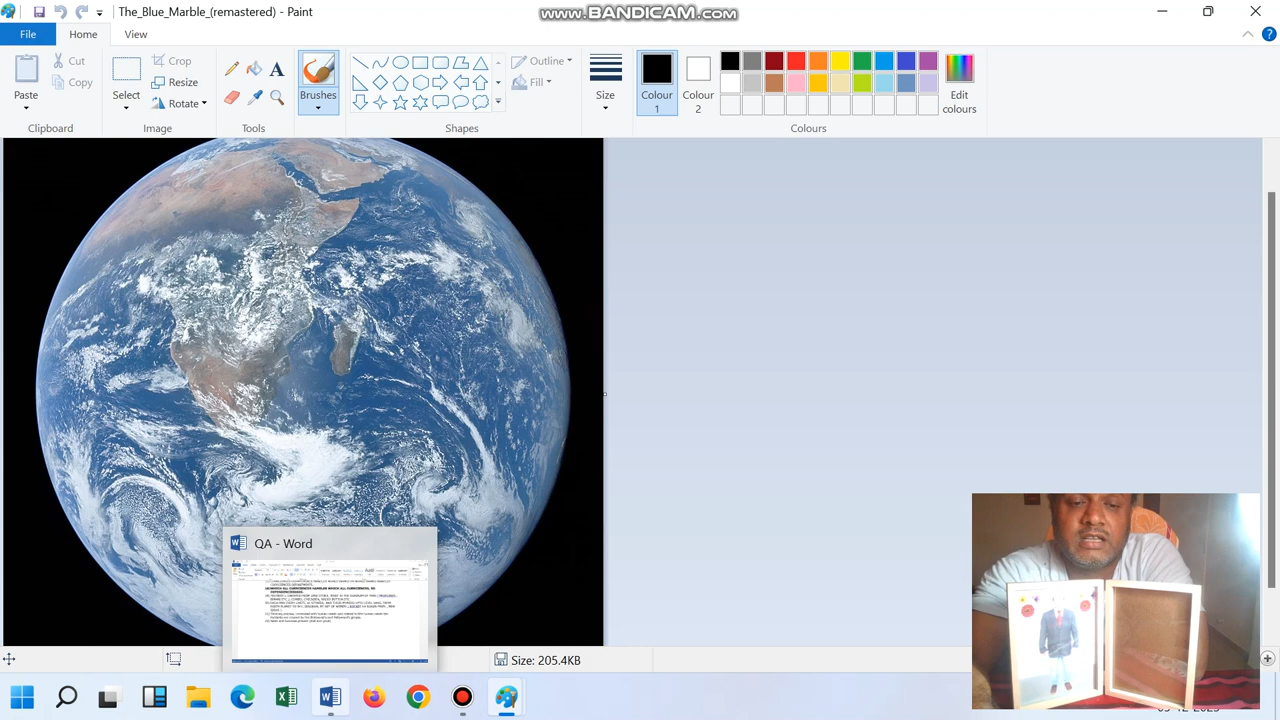 The_Blue_Marble_(remastered) - Paint
www.BANDICAM.com
File
Home
View
Paste
Cut
Copy
Clipboard
Select
Crop
Resize
Rotate
Image
A
Tools
Brushes
Shapes
Outline
Fill
Size
Colour
1
Colour
2
Edit
colours
Colours
QA - Word
Size: 205.4KB